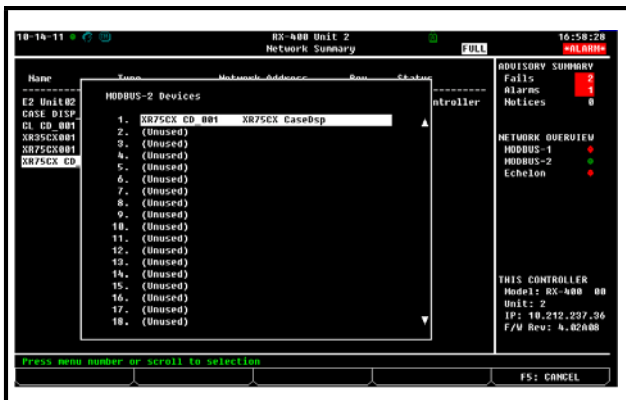 10-14-11 RX-400 Unit 2 16:58:28
Network Summary FULL *ALARM*
ADVISORY SUMMARY
Fails 2
Alarms 1
Notices 0
NETWORK OVERVIEW
MODBUS-1
MODBUS-2
Echelon
THIS CONTROLLER
Model: RX-400 00
Unit: 2
IP: 10.212.237.36
F/W Rev: 4.02A08
Name Type Network Address Rev Status
E2 Unit02 ntroller
CASE DISP_
CL CD_001
XR35CX001
XR75CX001
XR75CX CD_
MODBUS-2 Devices
1. XR75CX CD_001 XR75CX CaseDsp
2. (Unused)
3. (Unused)
4. (Unused)
5. (Unused)
6. (Unused)
7. (Unused)
8. (Unused)
9. (Unused)
10. (Unused)
11. (Unused)
12. (Unused)
13. (Unused)
14. (Unused)
15. (Unused)
16. (Unused)
17. (Unused)
18. (Unused)
Press menu number or scroll to selection
F5: CANCEL